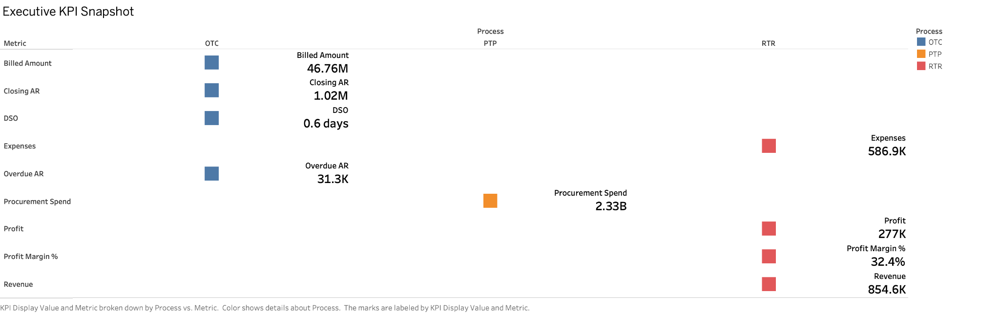 Executive KPI Snapshot
Process
Metric OTC PTP RTR
Process
OTC
PTP
RTR
Billed Amount
Billed Amount
46.76M
Closing AR
Closing AR
1.02M
DSO
DSO
0.6 days
Expenses
Expenses
586.9K
Overdue AR
Overdue AR
31.3K
Procurement Spend
Procurement Spend
2.33B
Profit
Profit
277K
Profit Margin %
Profit Margin %
32.4%
Revenue
Revenue
854.6K
KPI Display Value and Metric broken down by Process vs. Metric.  Color shows details about Process.  The marks are labeled by KPI Display Value and Metric.